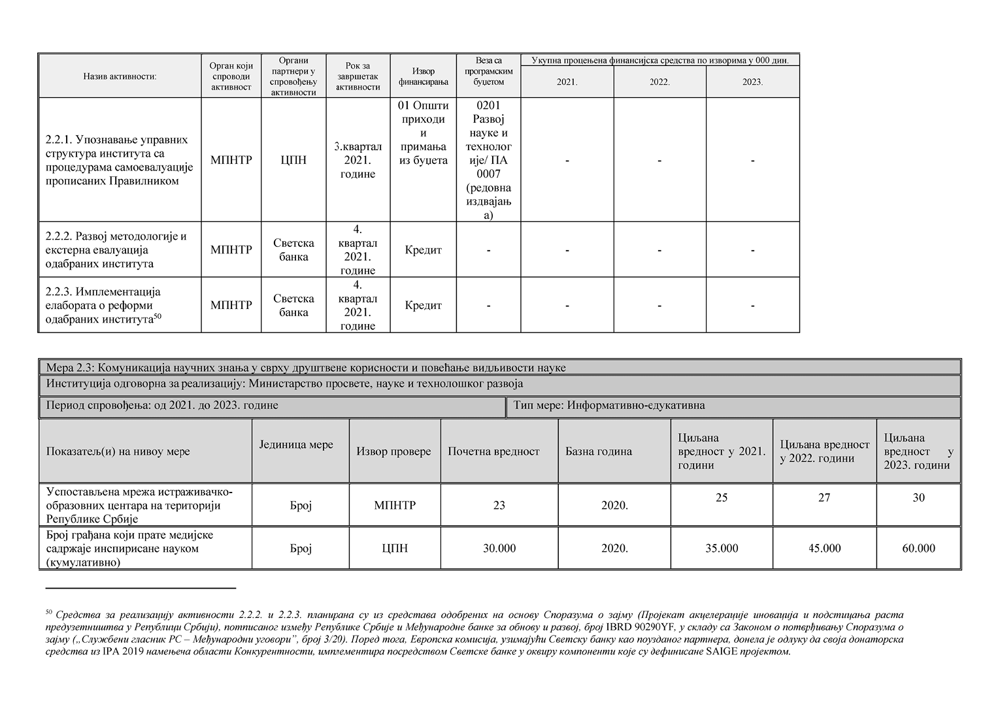 Назив активности:
Орган који
спроводи
активност
Органи
партнери у
спровођењу
активности
Рок за
завршетак
активности
Извор
финансирања
Веза са
програмским
буџетом
Укупна процењена финансијска средства по изворима у 000 дин.
2021.
2022.
2023.
2.2.1. Упознавање управних
структура института са
процедурама самоевалуације
прописаних Правилником
МПНТР
ЦПН
3.квартал
2021.
године
01 Општи
приходи
и
примања
из буџета
0201
Развој
науке и
технолог
ије/ ПА
0007
(редовна
издвајањ
а)
-
-
-
2.2.2. Развој методологије и
екстерна евалуација
одабраних института
МПНТР
Светска
банка
4.
квартал
2021.
године
Кредит
-
-
-
-
2.2.3. Имплементација
елабората о реформи
одабраних института50
МПНТР
Светска
банка
4.
квартал
2021.
године
Кредит
-
-
-
-
Мера 2.3: Комуникација научних знања у сврху друштвене корисности и повећање видљивости науке
Институција одговорна за реализацију: Министарство просвете, науке и технолошког развоја
Период спровођења: од 2021. до 2023. године
Тип мере: Информативно-едукативна
Показатељ(и) на нивоу мере
Јединица мере
Извор провере
Почетна вредност
Базна година
Циљана
вредност у 2021.
години
Циљана вредност
у 2022. години
Циљана
вредност у
2023. години
Успостављена мрежа истраживачко-
образовних центара на територији
Републике Србије
Број
МПНТР
23
2020.
25
27
30
Број грађана који прате медијске
садржаје инспирисане науком
(кумулативно)
Број
ЦПН
30.000
2020.
35.000
45.000
60.000
50 Средства за реализацију активности 2.2.2. и 2.2.3. планирана су из средстава одобрених на основу Споразума о зајму (Пројекат акцелерације иновација и подстицања раста
предузетништва у Републици Србији), потписаног између Републике Србије и Међународне банке за обнову и развој, број IBRD 90290YF, у складу са Законом о потврђивању Споразума о
зајму („Службени гласник РС – Међународни уговори”, број 3/20). Поред тога, Европска комисија, узимајући Светску банку као поузданог партнера, донела је одлуку да своја донаторска
средства из IPA 2019 намењена области Конкурентности, имплементира посредством Светске банке у оквиру компоненти које су дефинисане SAIGE пројектом.